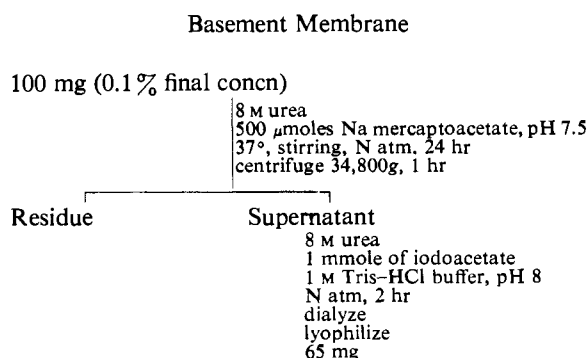 Basement Membrane
100 mg (0.1% final concn)
8 M urea
500 μmoles Na mercaptoacetate, pH 7.5
37°, stirring, N atm. 24 hr
centrifuge 34,800g, 1 hr
Residue
Supernatant
8 M urea
1 mmole of iodoacetate
1 M Tris–HCl buffer, pH 8
N atm, 2 hr
dialyze
lyophilize
65 mg